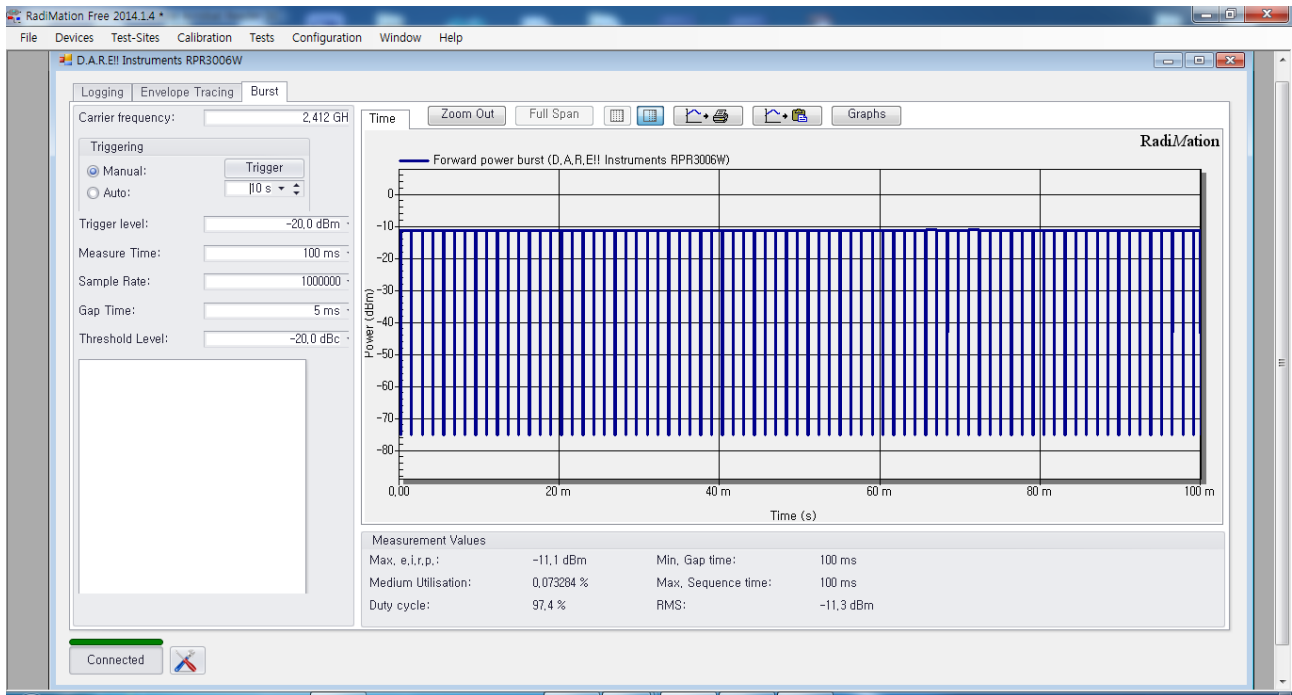 RadiMation Free 2014.1.4 *
File Devices Test-Sites Calibration Tests Configuration Window Help
D.A.R.E!! Instruments RPR3006W
Logging Envelope Tracing Burst
Carrier frequency: 2,412 GH
Triggering
Manual: Trigger
Auto: 10 s
Trigger level: -20,0 dBm
Measure Time: 100 ms
Sample Rate: 1000000
Gap Time: 5 ms
Threshold Level: -20,0 dBc
Time Zoom Out Full Span Graphs
RadiMation
Forward power burst (D,A,R,E!! Instruments RPR3006W)
Power (dBm)
0
-10
-20
-30
-40
-50
-60
-70
-80
0,00 20 m 40 m 60 m 80 m 100 m
Time (s)
Measurement Values
Max, e,i,r,p,: -11,1 dBm Min, Gap time: 100 ms
Medium Utilisation: 0,073284 % Max, Sequence time: 100 ms
Duty cycle: 97,4 % RMS: -11,3 dBm
Connected